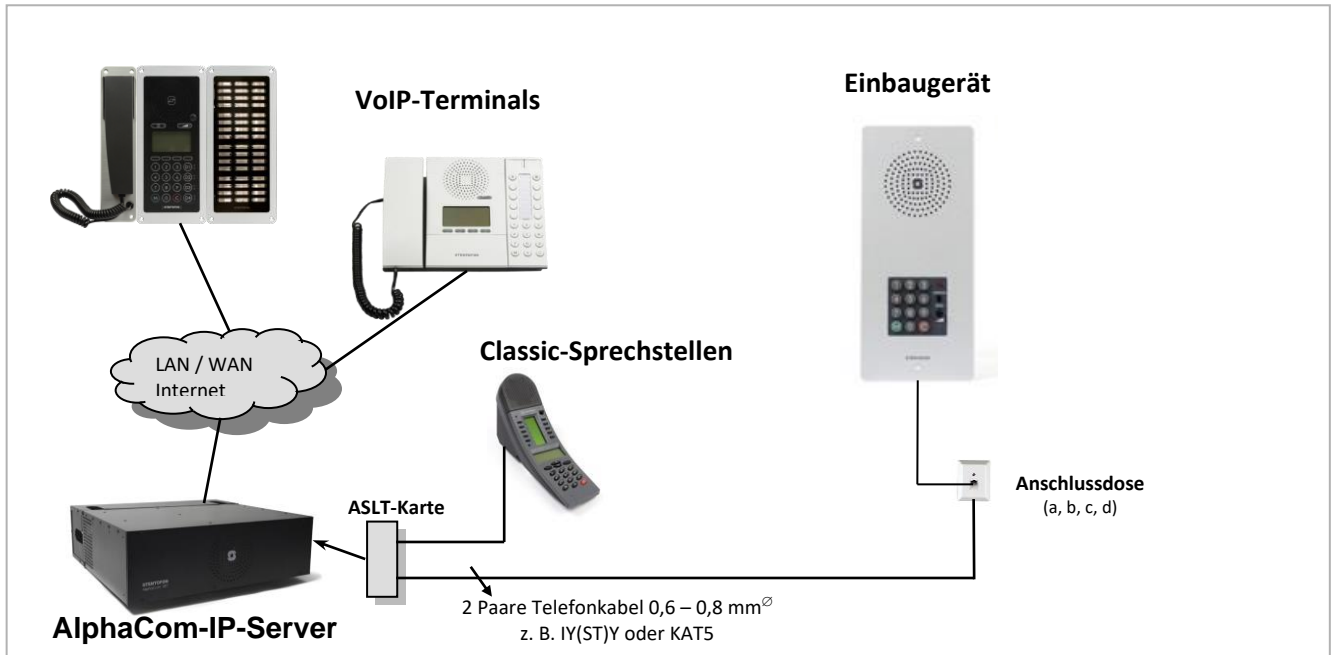 VoIP-Terminals
Einbaugerät
LAN / WAN
Internet
Classic-Sprechstellen
ASLT-Karte
Anschlussdose
(a, b, c, d)
2 Paare Telefonkabel 0,6 – 0,8 mm∅
z. B. IY(ST)Y oder KAT5
AlphaCom-IP-Server